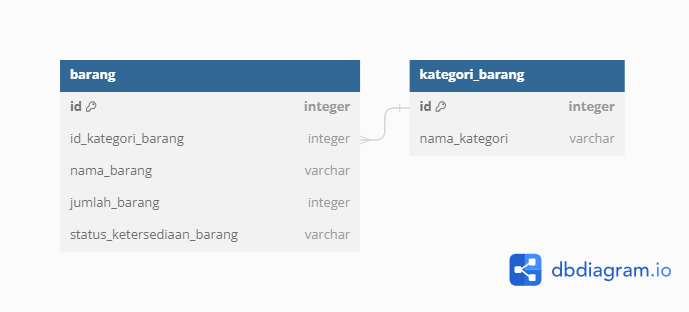 barang
id integer
id_kategori_barang integer
nama_barang varchar
jumlah_barang integer
status_ketersediaan_barang varchar
kategori_barang
id integer
nama_kategori varchar
dbdiagram.io